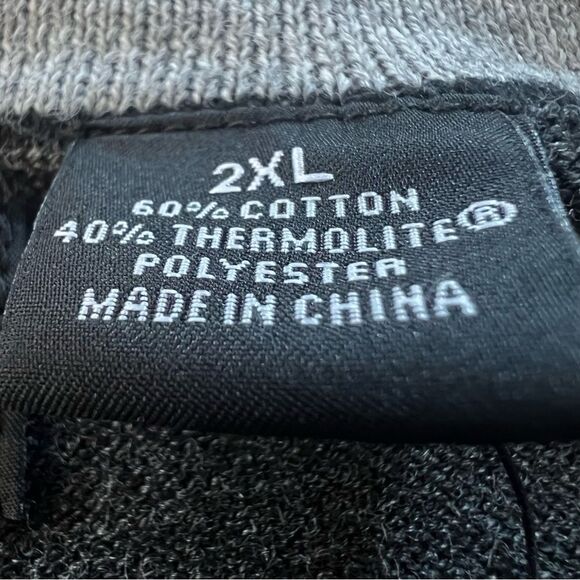 2XL
60% COTTON
40% THERMOLITE®
POLYESTER
MADE IN CHINA